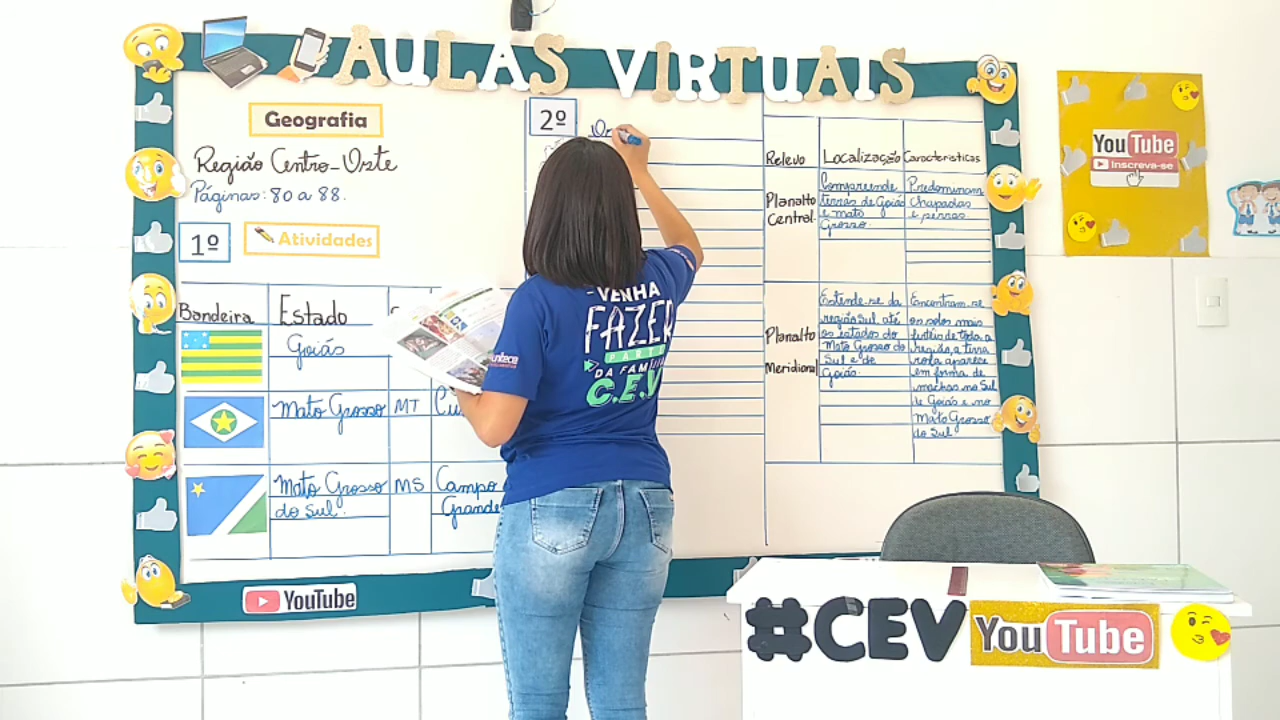 AULAS VIRTUAIS
Geografia
Região Centro-Oeste
Páginas: 80 a 88.
1º
Atividades
Bandeira
Estado
Goiás
Mato Grosso
MT
Cu
Mato Grosso
do Sul.
MS
Campo
Grande
2º
Relevo
Localização
Características
Planalto
Central.
Compreende
terras de Goiás
e mato
Grosso.
Predominam
Chapadas
e serras.
Planalto
Meridional
Estende-se da
região Sul, até
os estados do
Mato Grosso do
Sul e de
Goiás.
Encontram-se
os solos mais
férteis de toda a
região, a terra
roxa aparece
em forma de
manchas no Sul
de Goiás e no
Mato Grosso
do Sul.
VENHA
FAZER
PARTE
DA FAMÍLIA
C.E.V
YouTube
Inscreva-se
YouTube
#CEV
YouTube